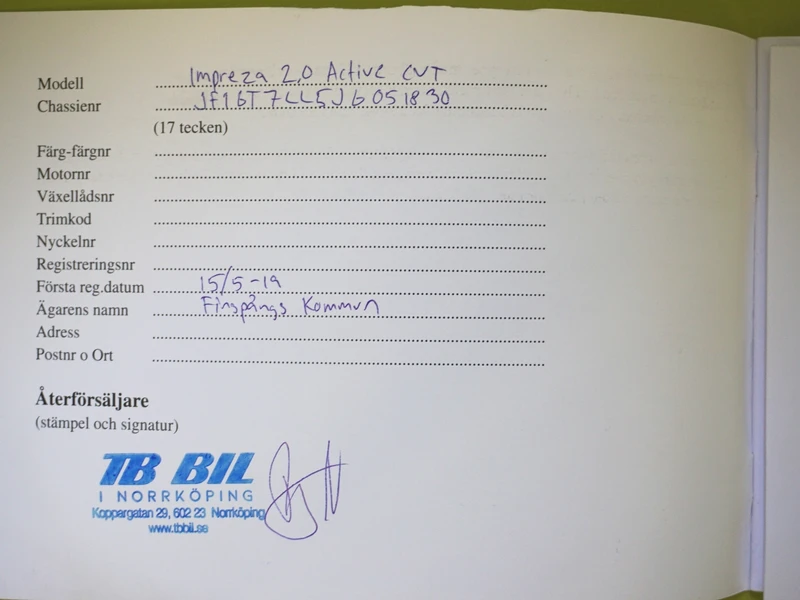 Modell Impreza 2.0 Active CVT
Chassienr JF1GT7LL5JG051830
(17 tecken)
Färg-färgnr
Motornr
Växellådsnr
Trimkod
Nyckelnr
Registreringsnr
Första reg.datum 15/5-19
Ägarens namn Finspångs Kommun
Adress
Postnr o Ort
Återförsäljare
(stämpel och signatur)
TB BIL
I NORRKÖPING
Koppargatan 29, 602 23 Norrköping
www.tbbil.se